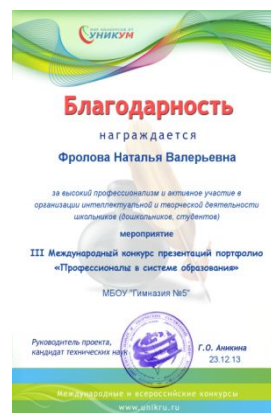 УНИКУМ
Благодарность
награждается
Фролова Наталья Валерьевна
за высокий профессионализм и активное участие в
организации интеллектуальной и творческой деятельности
школьников (дошкольников, студентов)
мероприятие
III Международный конкурс презентаций портфолио
«Профессионалы в системе образования»
МБОУ "Гимназия №5"
Руководитель проекта,
кандидат технических наук
Г.О. Аникина
23.12.13
Международные и всероссийские конкурсы
www.unikru.ru